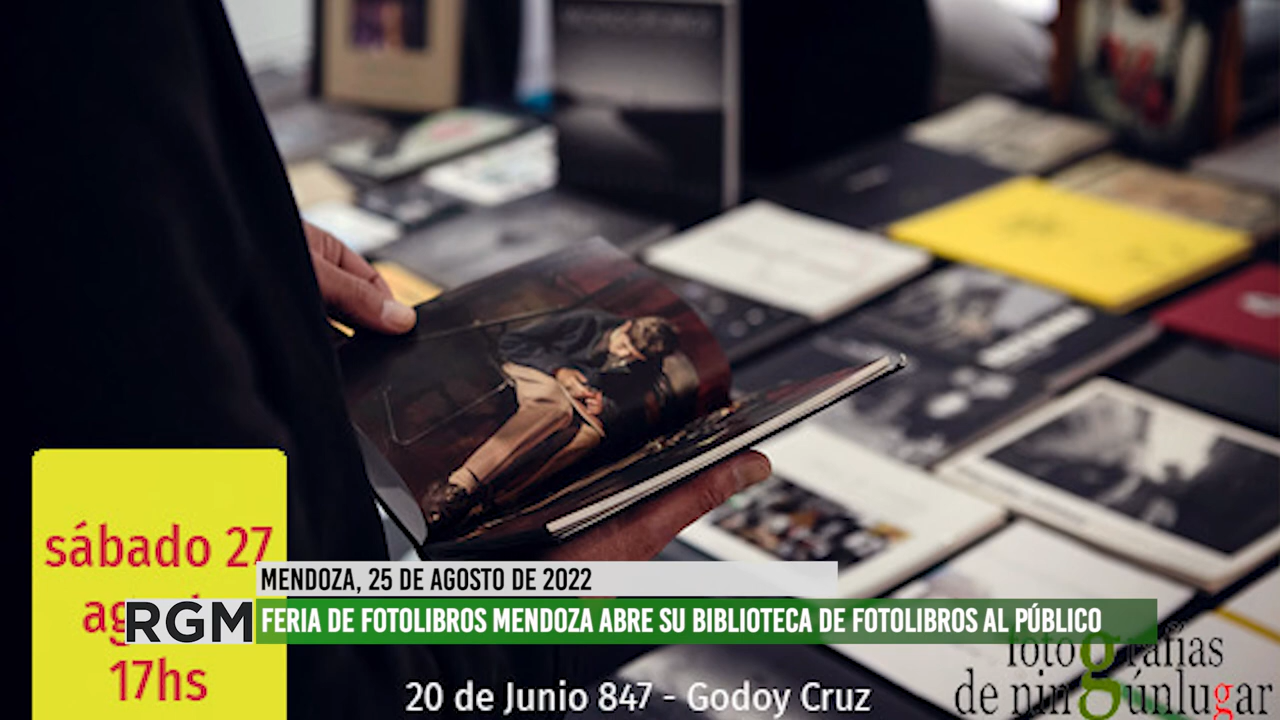 sábado 27
MENDOZA, 25 DE AGOSTO DE 2022
RGM
FERIA DE FOTOLIBROS MENDOZA ABRE SU BIBLIOTECA DE FOTOLIBROS AL PÚBLICO
17hs
20 de Junio 847 - Godoy Cruz
fotografías
de ningúnlugar